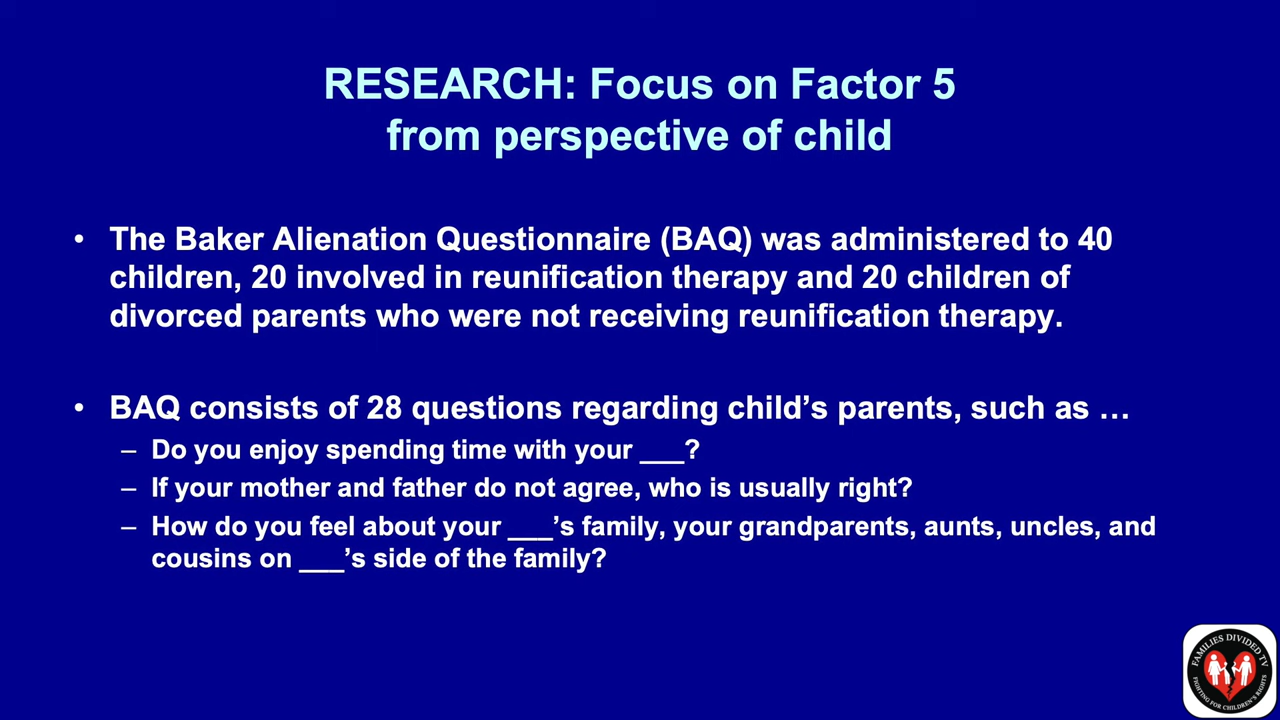 RESEARCH: Focus on Factor 5
from perspective of child
• The Baker Alienation Questionnaire (BAQ) was administered to 40
children, 20 involved in reunification therapy and 20 children of
divorced parents who were not receiving reunification therapy.
• BAQ consists of 28 questions regarding child’s parents, such as …
– Do you enjoy spending time with your ___?
– If your mother and father do not agree, who is usually right?
– How do you feel about your ___’s family, your grandparents, aunts, uncles, and
cousins on ___’s side of the family?
FAMILIES DIVIDED TV
FIGHTING FOR CHILDREN'S RIGHTS